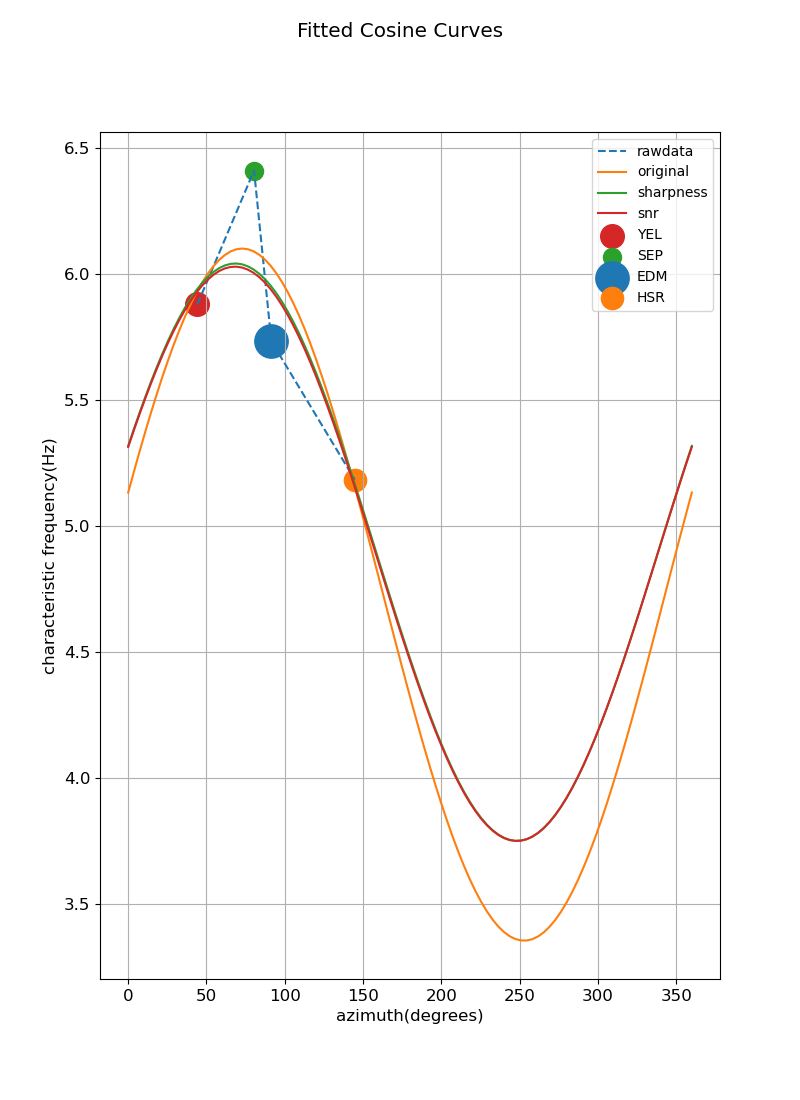 Fitted Cosine Curves
6.5
6.0
5.5
5.0
4.5
4.0
3.5
characteristic frequency(Hz)
rawdata
original
sharpness
snr
YEL
SEP
EDM
HSR
0 50 100 150 200 250 300 350
azimuth(degrees)